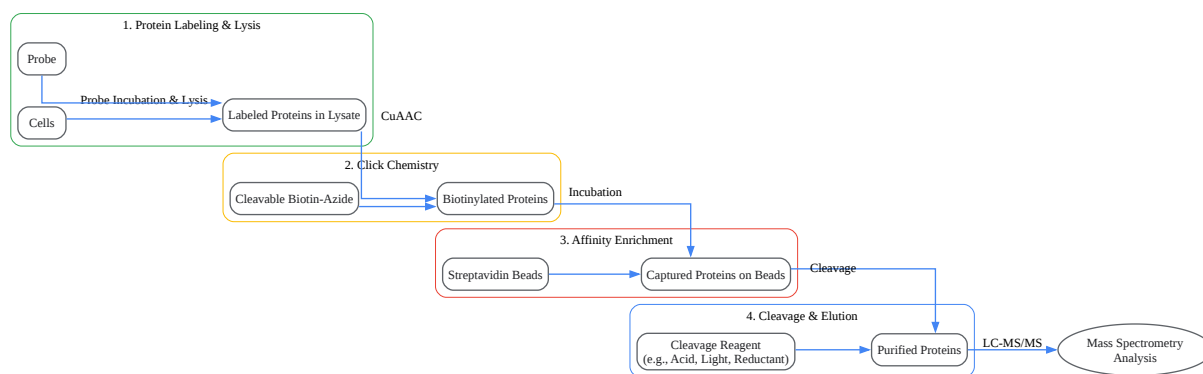 1. Protein Labeling & Lysis
Probe
Probe Incubation & Lysis
Cells
Labeled Proteins in Lysate
CuAAC
2. Click Chemistry
Cleavable Biotin-Azide
Biotinylated Proteins
Incubation
3. Affinity Enrichment
Streptavidin Beads
Captured Proteins on Beads
Cleavage
4. Cleavage & Elution
Cleavage Reagent
(e.g., Acid, Light, Reductant)
Purified Proteins
LC-MS/MS
Mass Spectrometry
Analysis